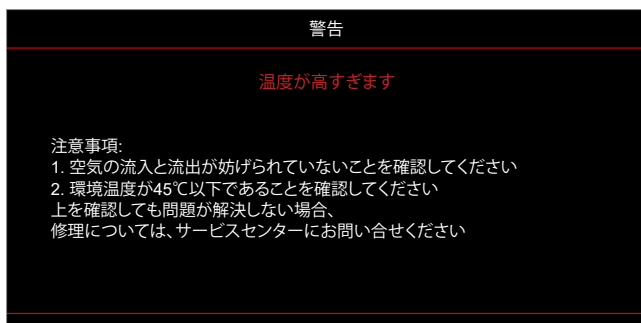 警告
温度が高すぎます
注意事項:
1. 空気の流入と流出が妨げられていないことを確認してください
2. 環境温度が45℃以下であることを確認してください
上を確認しても問題が解決しない場合、
修理については、サービスセンターにお問い合せください